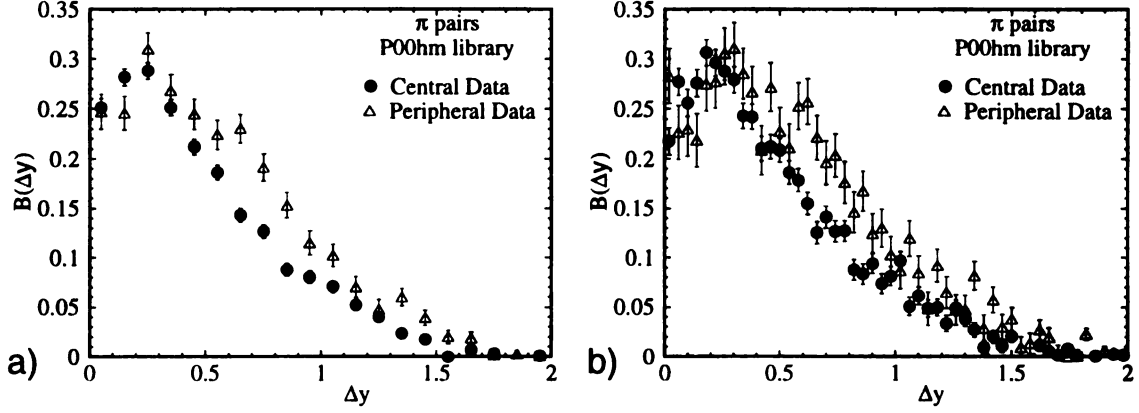 0.35
0.3
0.25
0.2
0.15
0.1
0.05
0
B(Δy)
π pairs
P00hm library
Central Data
Peripheral Data
0 0.5 1 1.5 2
Δy
a)
0.35
0.3
0.25
0.2
0.15
0.1
0.05
0
B(Δy)
π pairs
P00hm library
Central Data
Peripheral Data
0 0.5 1 1.5 2
Δy
b)